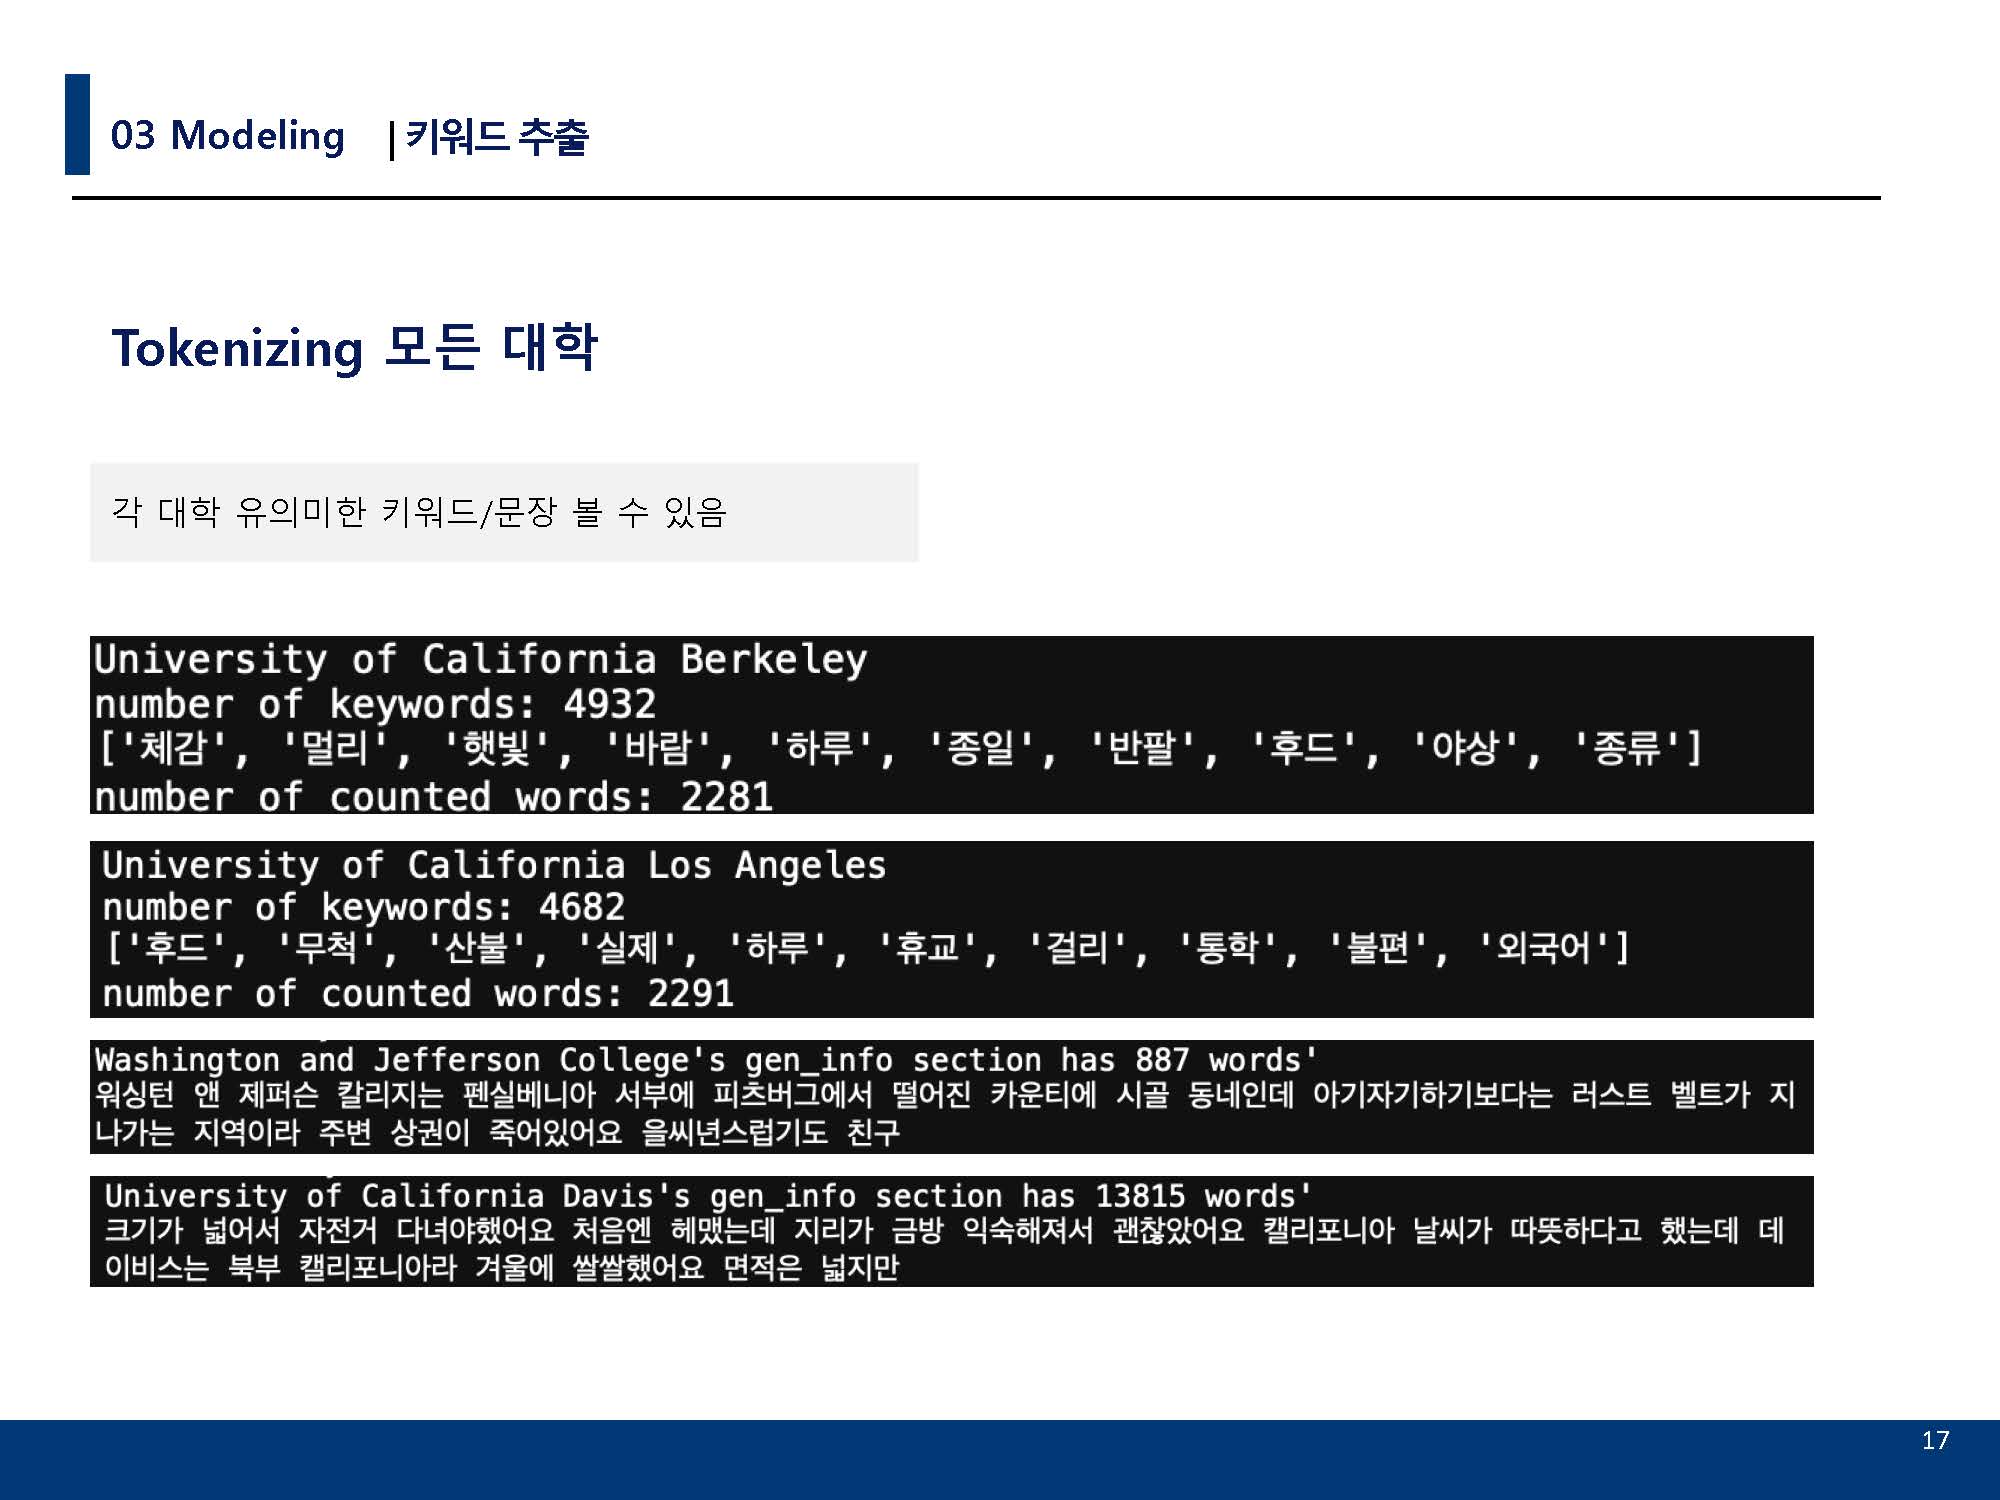 03 Modeling | 키워드 추출
Tokenizing 모든 대학
각 대학 유의미한 키워드/문장 볼 수 있음
University of California Berkeley
number of keywords: 4932
['체감', '멀리', '햇빛', '바람', '하루', '종일', '반팔', '후드', '야상', '종류']
number of counted words: 2281
University of California Los Angeles
number of keywords: 4682
['후드', '무척', '산불', '실제', '하루', '휴교', '걸리', '통학', '불편', '외국어']
number of counted words: 2291
Washington and Jefferson College's gen_info section has 887 words'
워싱턴 앤 제퍼슨 칼리지는 펜실베니아 서부에 피츠버그에서 떨어진 카운티에 시골 동네인데 아기자기하기보다는 러스트 벨트가 지
나가는 지역이라 주변 상권이 죽어있어요 을씨년스럽기도 친구
University of California Davis's gen_info section has 13815 words'
크기가 넓어서 자전거 다녀야했어요 처음엔 헤맸는데 지리가 금방 익숙해져서 괜찮았어요 캘리포니아 날씨가 따뜻하다고 했는데 데
이비스는 북부 캘리포니아라 겨울에 쌀쌀했어요 면적은 넓지만
17